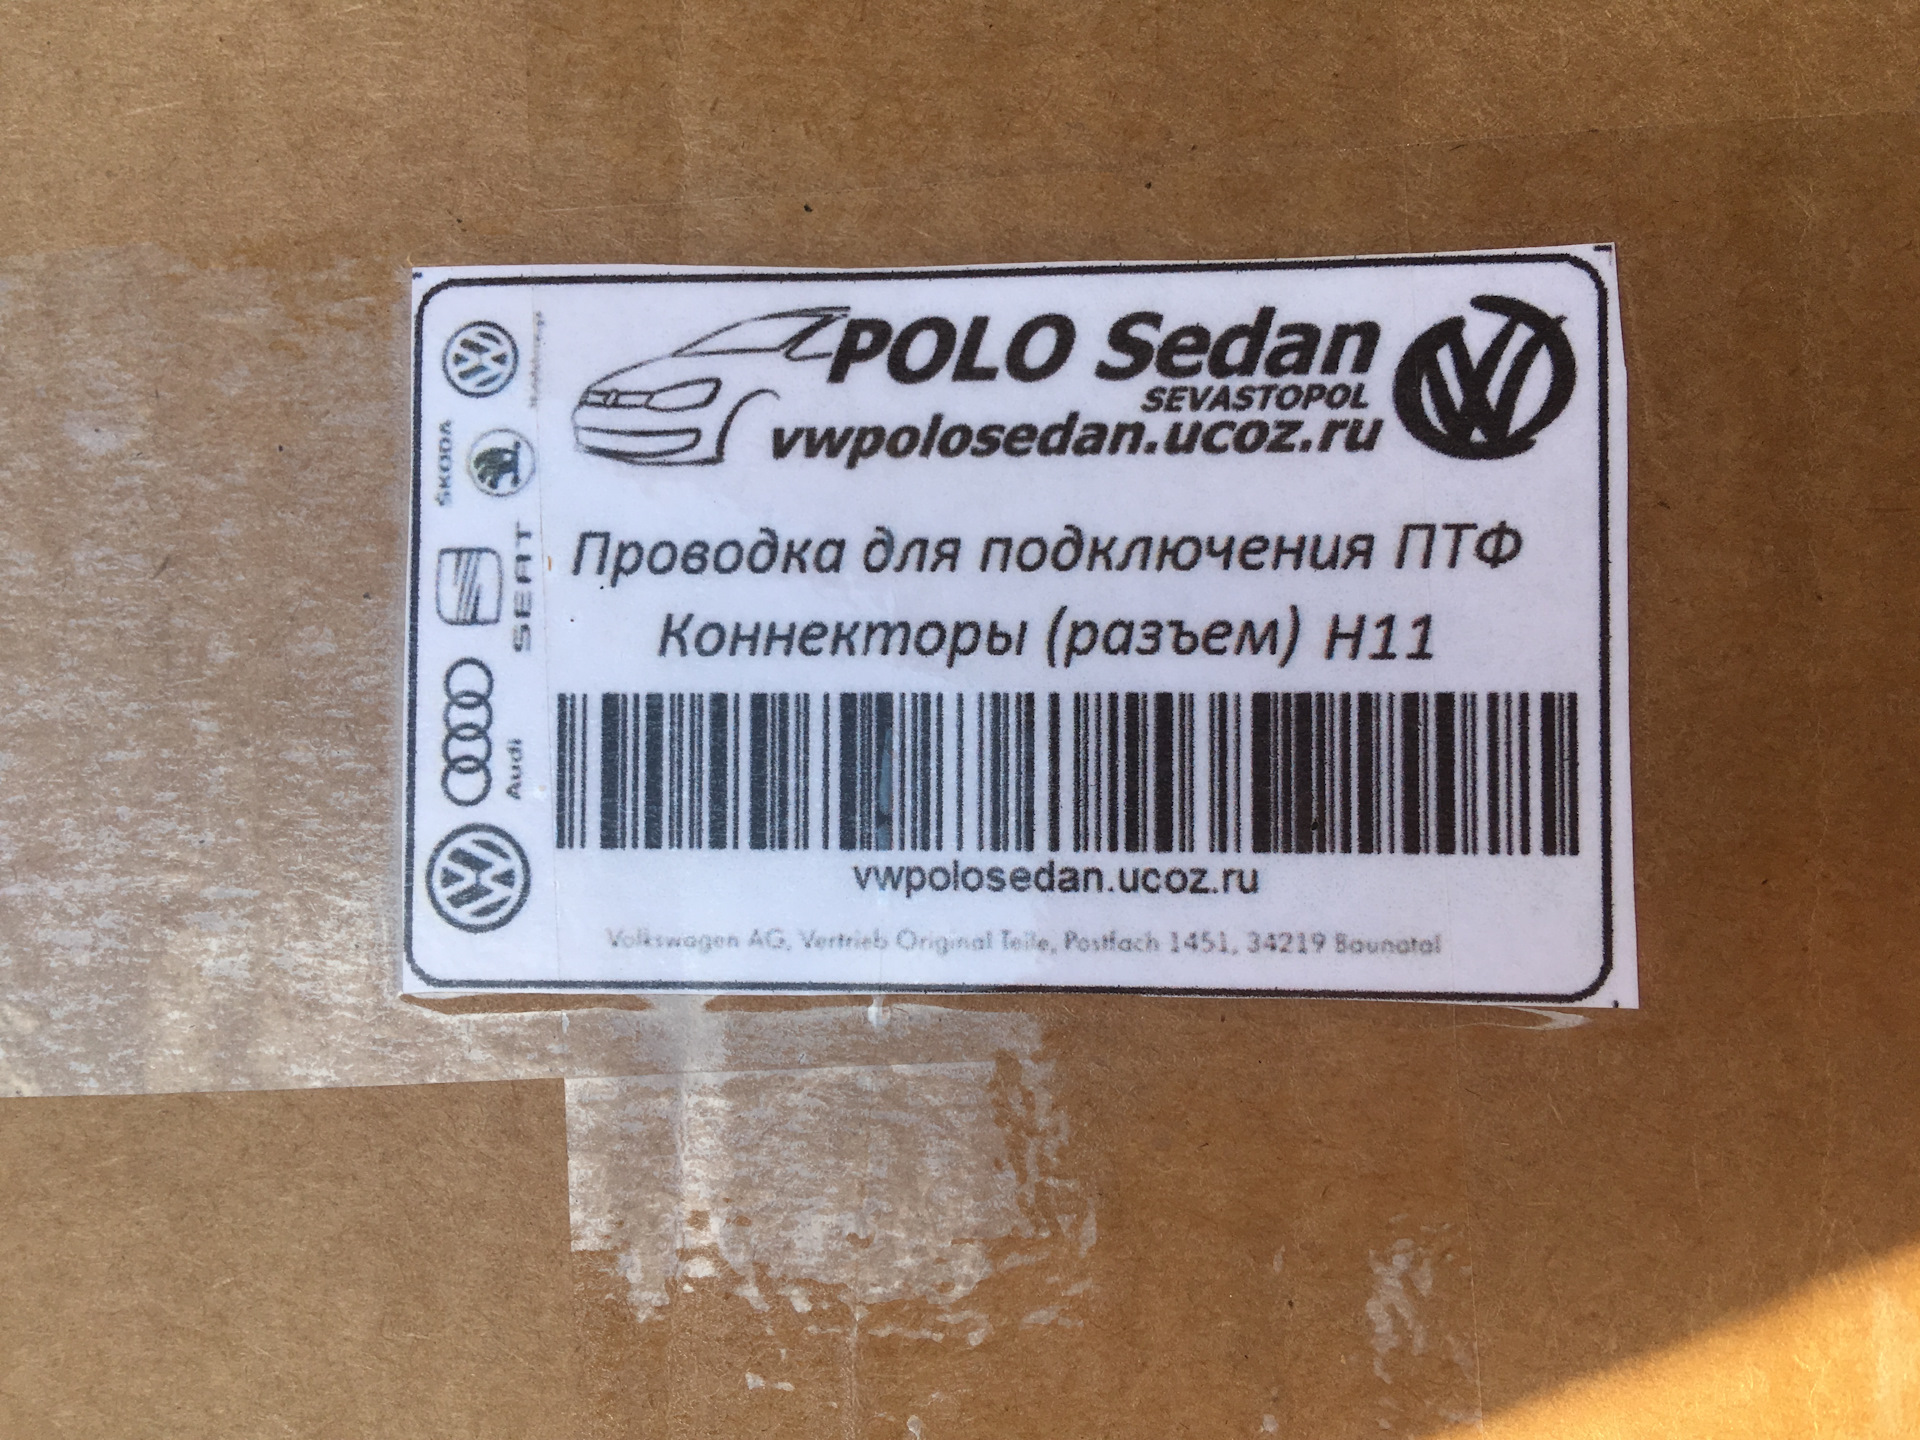 POLO Sedan
SEVASTOPOL
vwpolosedan.ucoz.ru
Проводка для подключения ПТФ
Коннекторы (разъем) H11
vwpolosedan.ucoz.ru
Volkswagen AG, Vertrieb Original Teile, Postfach 1451, 34219 Baunatal
ŠKODA
SEAT
Audi